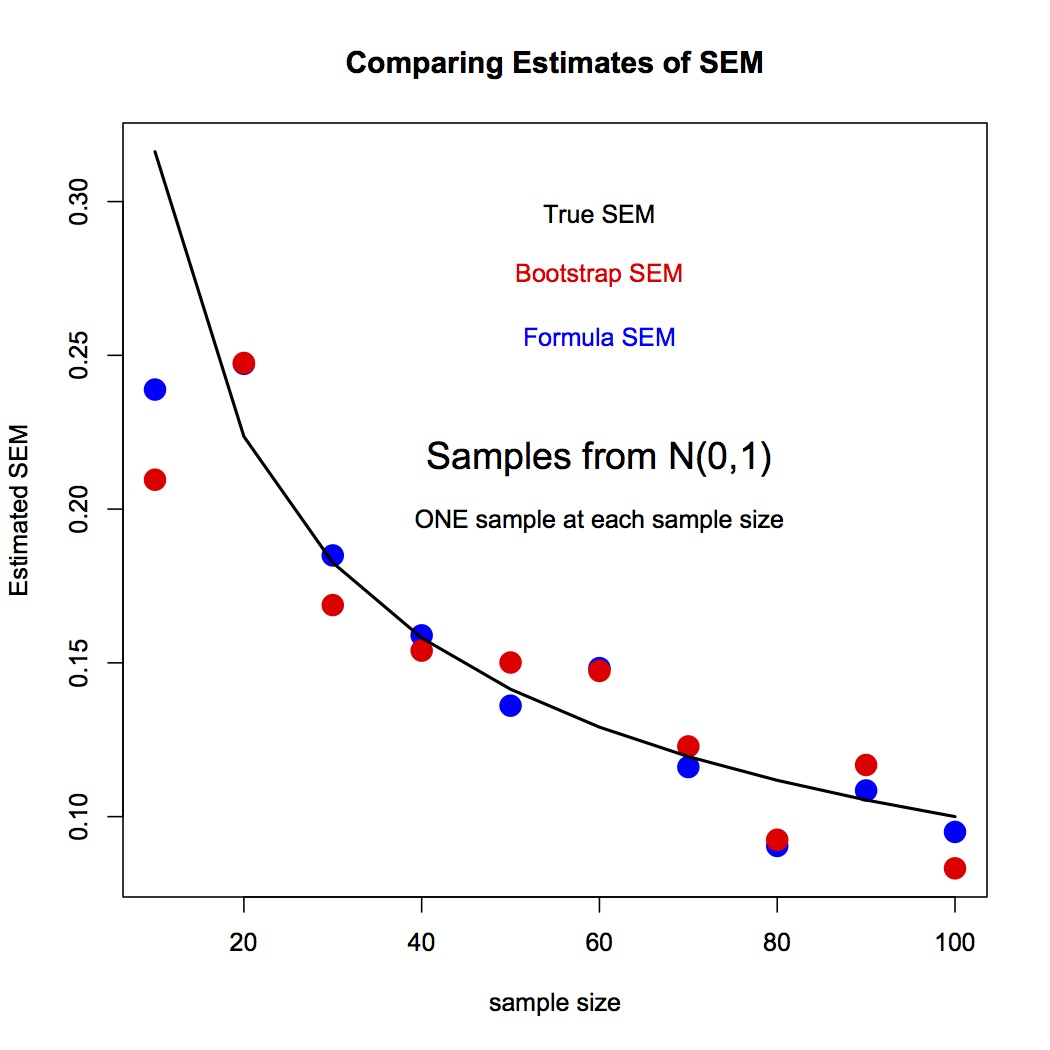 Comparing Estimates of SEM
True SEM
Bootstrap SEM
Formula SEM
Samples from N(0,1)
ONE sample at each sample size
Estimated SEM
0.30
0.25
0.20
0.15
0.10
20 40 60 80 100
sample size